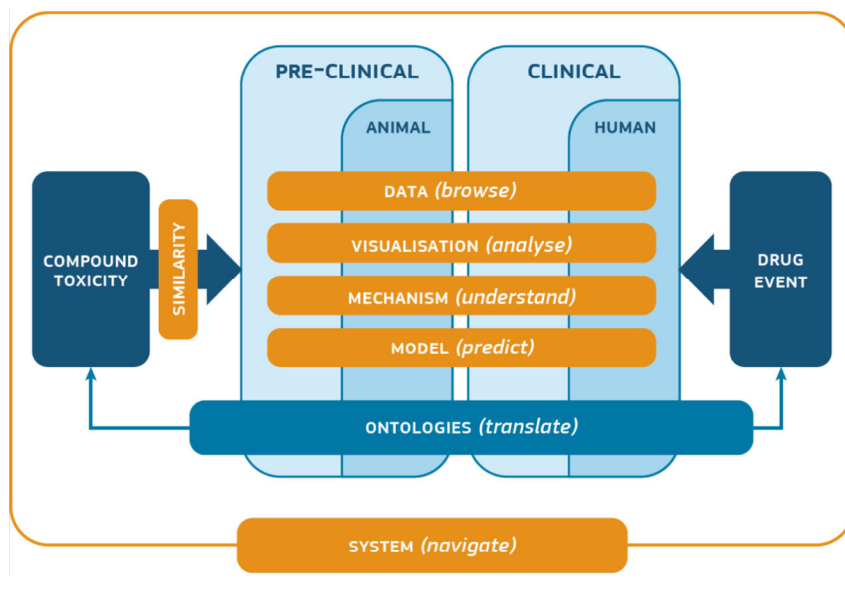 PRE-CLINICAL
CLINICAL
ANIMAL
HUMAN
DATA (browse)
VISUALISATION (analyse)
MECHANISM (understand)
MODEL (predict)
COMPOUND
TOXICITY
SIMILARITY
DRUG
EVENT
ONTOLOGIES (translate)
SYSTEM (navigate)